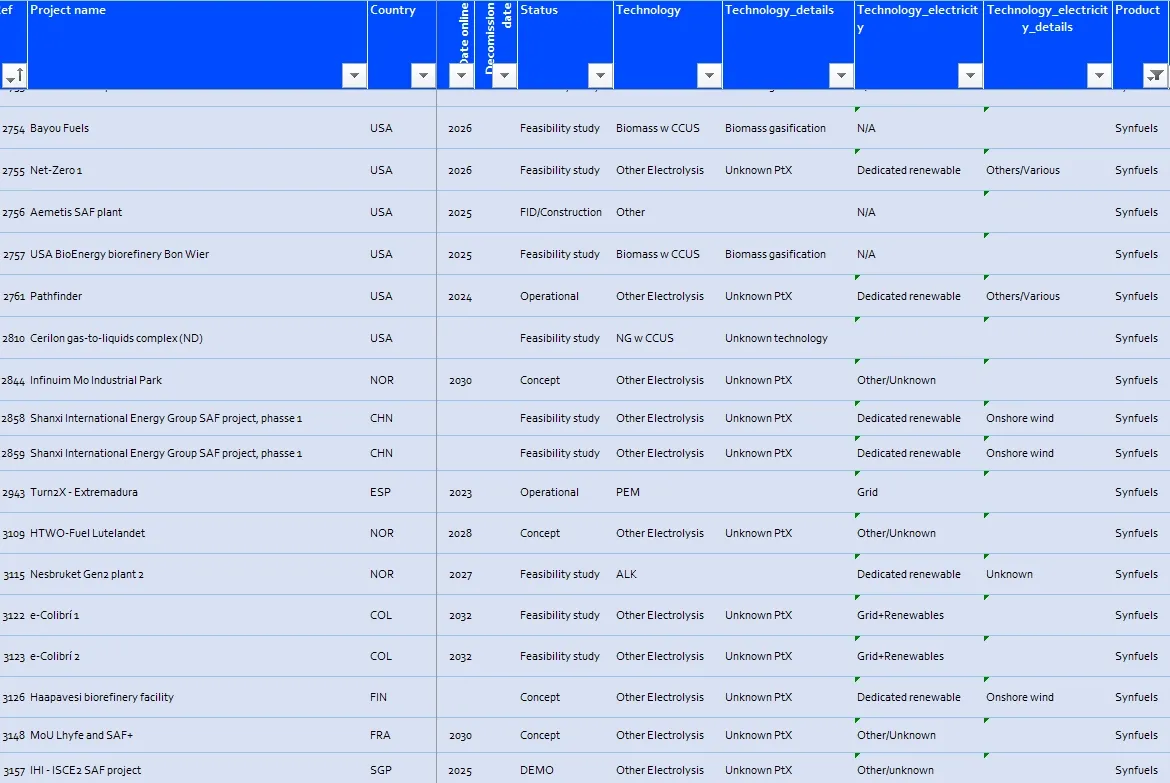 ef Project name Country Date online Decomission date Status Technology Technology_details Technology_electricity Technology_electricity_details Product
2754 Bayou Fuels USA 2026 Feasibility study Biomass w CCUS Biomass gasification N/A Synfuels
2755 Net-Zero 1 USA 2026 Feasibility study Other Electrolysis Unknown PtX Dedicated renewable Others/Various Synfuels
2756 Aemetis SAF plant USA 2025 FID/Construction Other N/A Synfuels
2757 USA BioEnergy biorefinery Bon Wier USA 2025 Feasibility study Biomass w CCUS Biomass gasification N/A Synfuels
2761 Pathfinder USA 2024 Operational Other Electrolysis Unknown PtX Dedicated renewable Others/Various Synfuels
2810 Cerilon gas-to-liquids complex (ND) USA Feasibility study NG w CCUS Unknown technology Synfuels
2844 Infinuim Mo Industrial Park NOR 2030 Concept Other Electrolysis Unknown PtX Other/Unknown Synfuels
2858 Shanxi International Energy Group SAF project, phasse 1 CHN Feasibility study Other Electrolysis Unknown PtX Dedicated renewable Onshore wind Synfuels
2859 Shanxi International Energy Group SAF project, phasse 1 CHN Feasibility study Other Electrolysis Unknown PtX Dedicated renewable Onshore wind Synfuels
2943 Turn2X - Extremadura ESP 2023 Operational PEM Grid Synfuels
3109 HTWO-Fuel Lutelandet NOR 2028 Concept Other Electrolysis Unknown PtX Other/Unknown Synfuels
3115 Nesbruket Gen2 plant 2 NOR 2027 Feasibility study ALK Dedicated renewable Unknown Synfuels
3122 e-Colibrí 1 COL 2032 Feasibility study Other Electrolysis Unknown PtX Grid+Renewables Synfuels
3123 e-Colibrí 2 COL 2032 Feasibility study Other Electrolysis Unknown PtX Grid+Renewables Synfuels
3126 Haapavesi biorefinery facility FIN Concept Other Electrolysis Unknown PtX Dedicated renewable Onshore wind Synfuels
3148 MoU Lhyfe and SAF+ FRA 2030 Concept Other Electrolysis Unknown PtX Other/Unknown Synfuels
3157 IHI - ISCE2 SAF project SGP 2025 DEMO Other Electrolysis Unknown PtX Other/unknown Synfuels